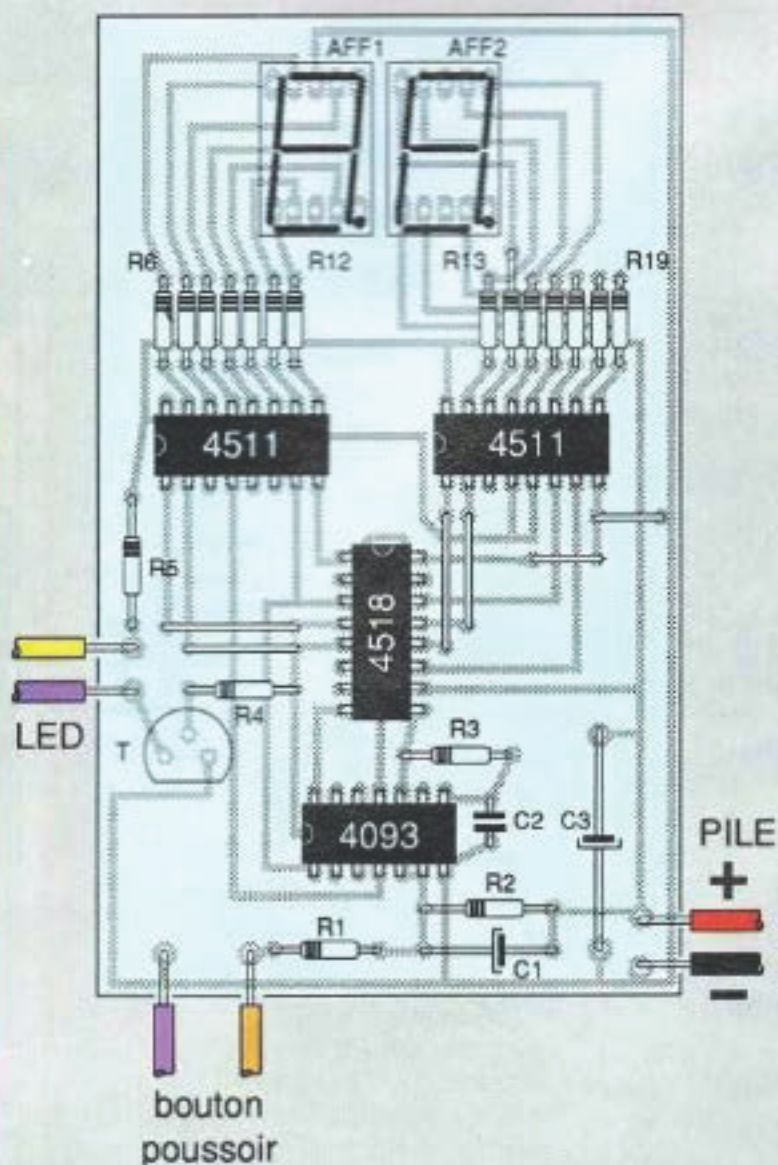 AFF1 AFF2
R6 R12 R13 R19
4511 4511
R5
4518
R4
LED
T
R3
4093
C2 C3
PILE
+
R2
R1
C1
-
bouton
poussoir